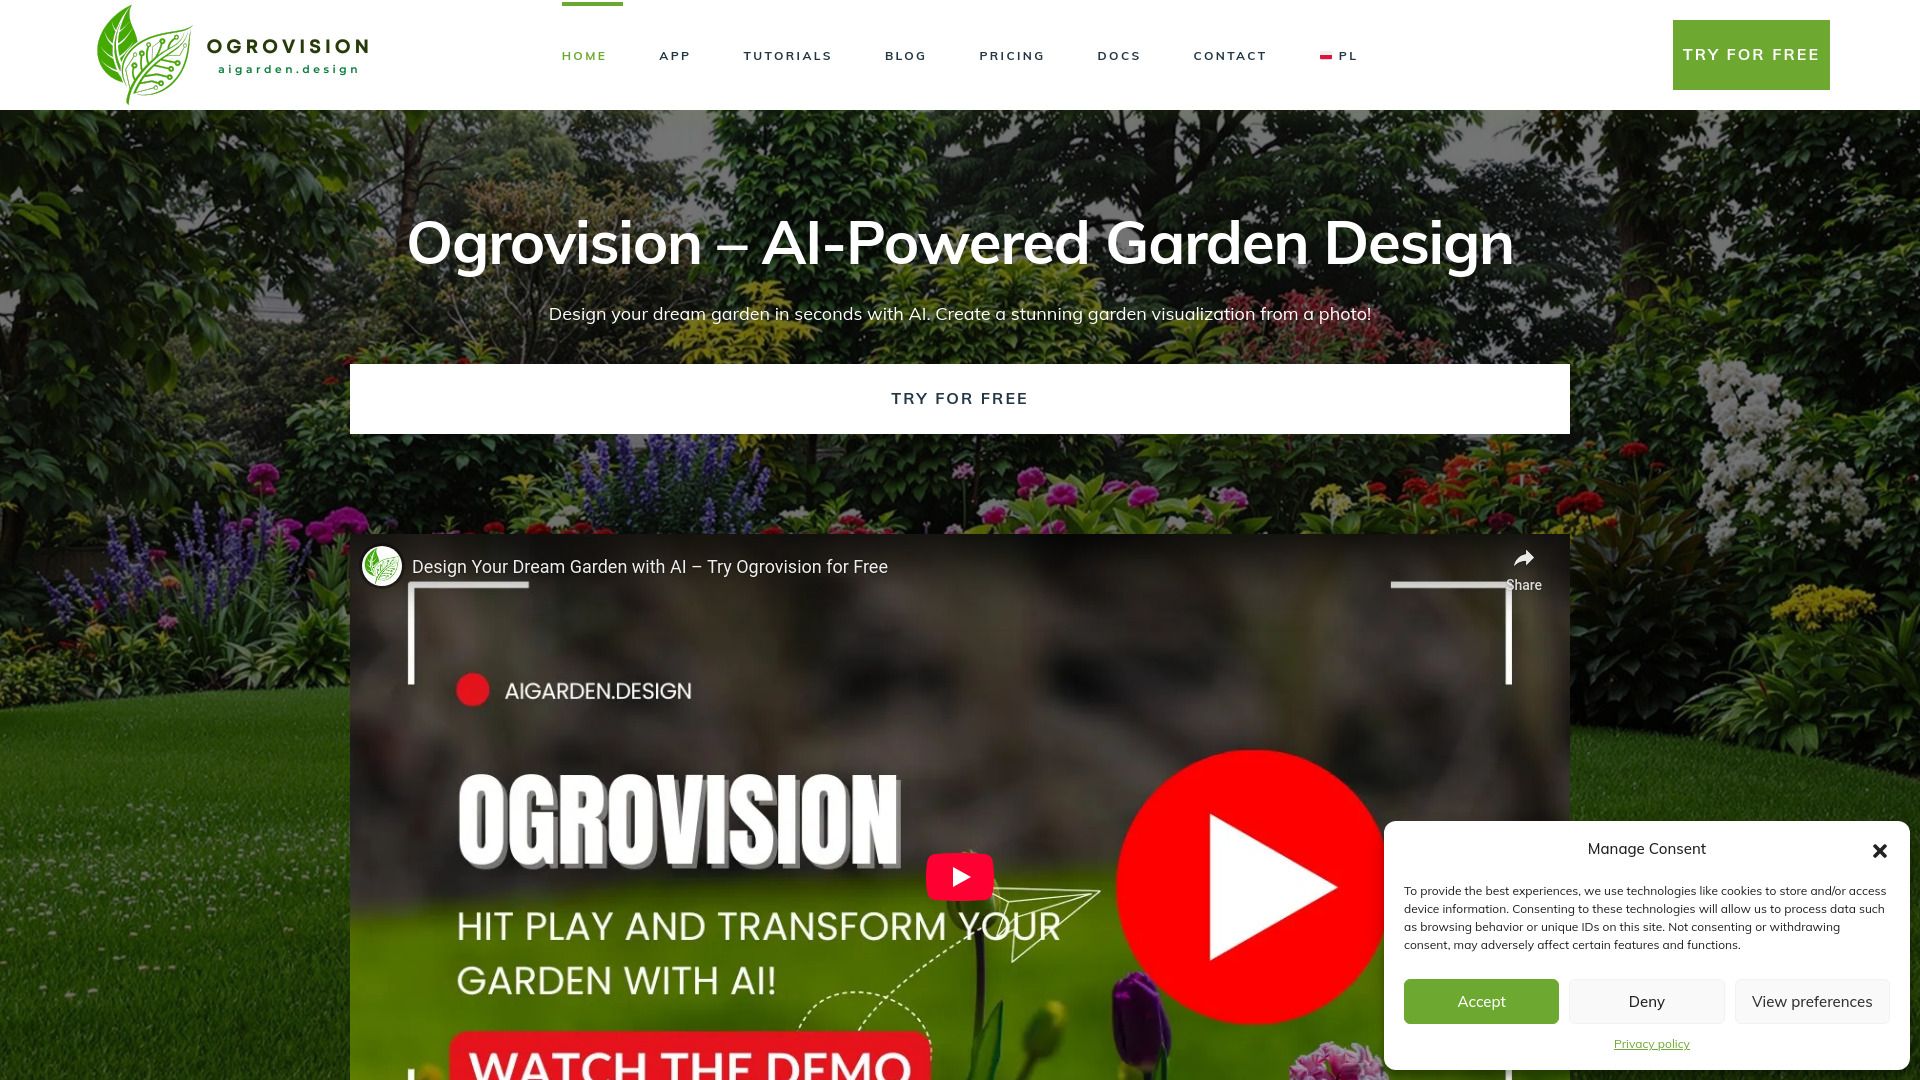 OGROVISION
aigarden.design
HOME
APP
TUTORIALS
BLOG
PRICING
DOCS
CONTACT
PL
TRY FOR FREE
Ogrovision – AI-Powered Garden Design
Design your dream garden in seconds with AI. Create a stunning garden visualization from a photo!
TRY FOR FREE
Design Your Dream Garden with AI – Try Ogrovision for Free
Share
AIGARDEN.DESIGN
OGROVISION
HIT PLAY AND TRANSFORM YOUR
GARDEN WITH AI!
WATCH THE DEMO
Manage Consent
To provide the best experiences, we use technologies like cookies to store and/or access
device information. Consenting to these technologies will allow us to process data such
as browsing behavior or unique IDs on this site. Not consenting or withdrawing
consent, may adversely affect certain features and functions.
Accept
Deny
View preferences
Privacy policy